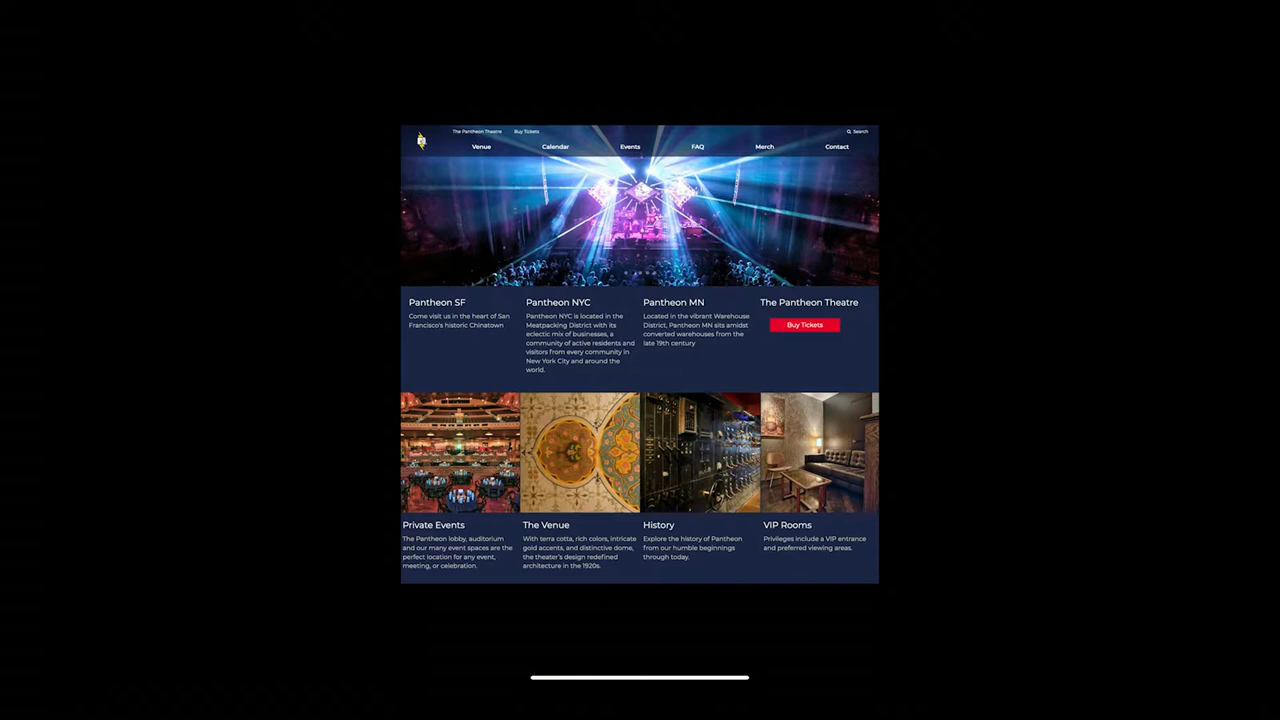 The Pantheon Theatre Buy Tickets Search
Venue Calendar Events FAQ Merch Contact
Pantheon SF
Come visit us in the heart of San
Francisco's historic Chinatown
Pantheon NYC
Pantheon NYC is located in the
Meatpacking District with its
eclectic mix of businesses, a
community of active residents and
visitors from every community in
New York City and around the
world.
Pantheon MN
Located in the vibrant Warehouse
District, Pantheon MN sits amidst
converted warehouses from the
late 19th century
The Pantheon Theatre
Buy Tickets
Private Events
The Pantheon lobby, auditorium
and our many event spaces are the
perfect location for any event,
meeting, or celebration.
The Venue
With terra cotta, rich colors, intricate
gold accents, and distinctive dome,
the theater's design redefined
architecture in the 1920s.
History
Explore the history of Pantheon
from our humble beginnings
through today.
VIP Rooms
Privileges include a VIP entrance
and preferred viewing areas.